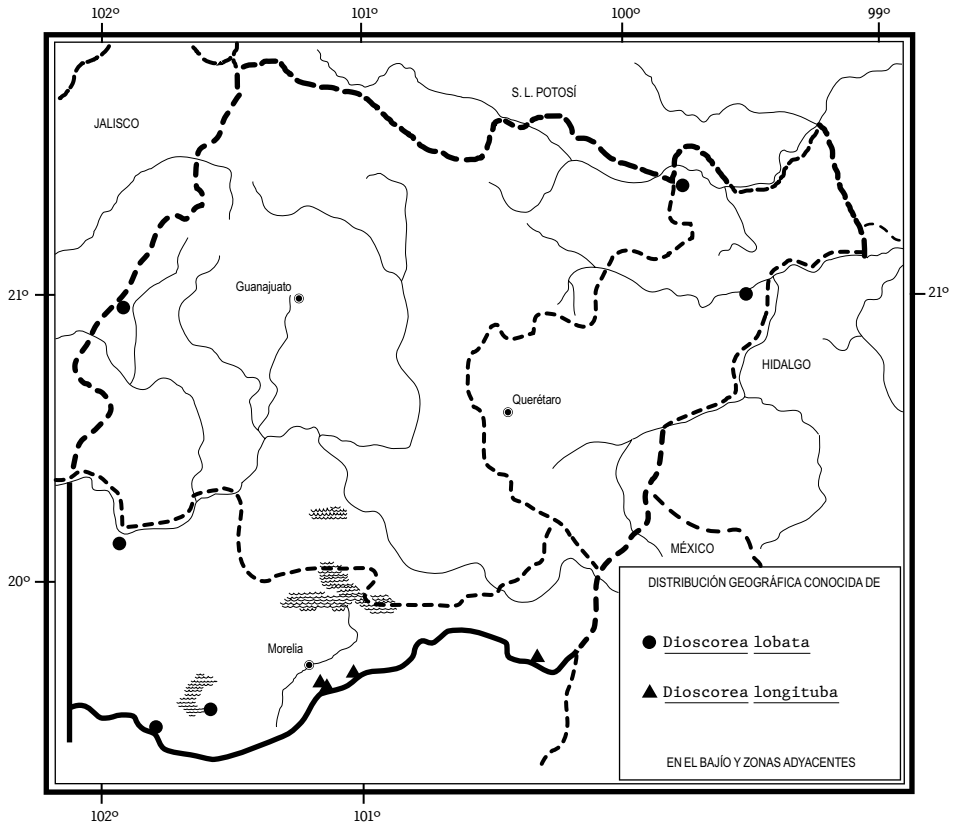 102º 101º 100º 99º
S. L. POTOSÍ
JALISCO
Guanajuato
21º 21º
HIDALGO
Querétaro
MÉXICO
20º
DISTRIBUCIÓN GEOGRÁFICA CONOCIDA DE
Dioscorea lobata
Morelia
Dioscorea longituba
EN EL BAJÍO Y ZONAS ADYACENTES
102º 101º